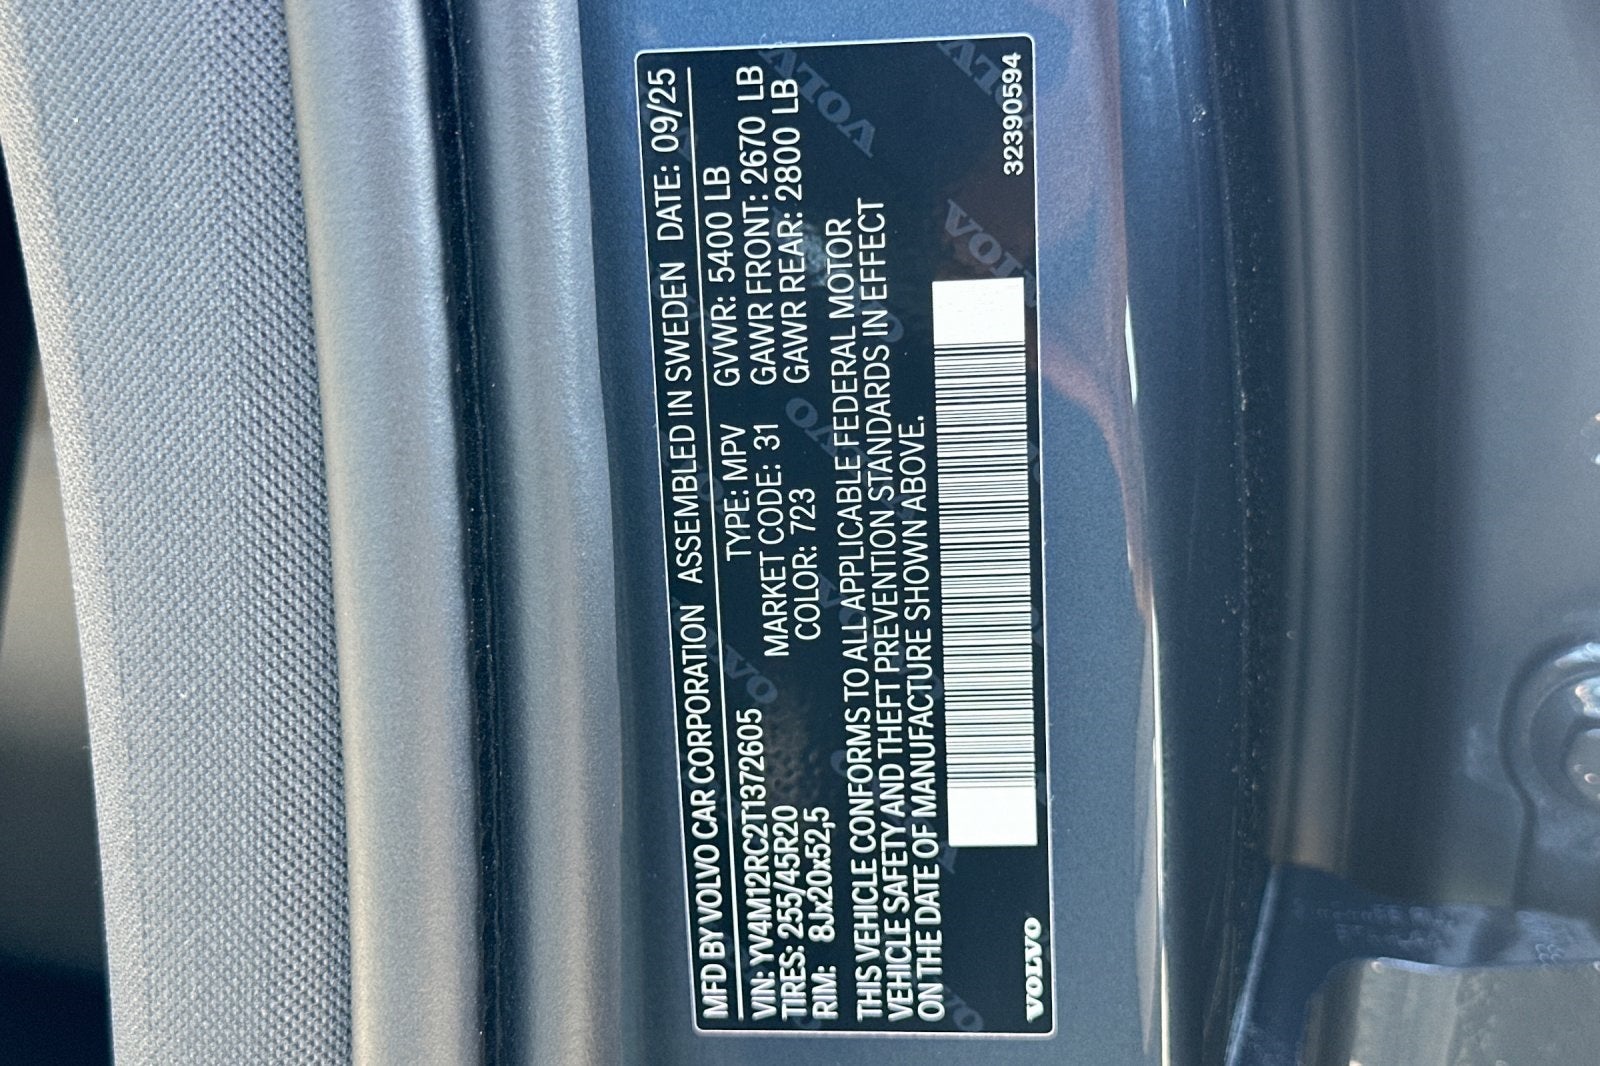 MFD BY VOLVO CAR CORPORATION ASSEMBLED IN SWEDEN DATE: 09/25
VIN: YV4M12RC2T1372605 TYPE: MPV GVWR: 5400 LB
TIRES: 255/45R20 MARKET CODE: 31 GAWR FRONT: 2670 LB
RIM: 8Jx20x52,5 COLOR: 723 GAWR REAR: 2800 LB
THIS VEHICLE CONFORMS TO ALL APPLICABLE FEDERAL MOTOR
VEHICLE SAFETY AND THEFT PREVENTION STANDARDS IN EFFECT
ON THE DATE OF MANUFACTURE SHOWN ABOVE.
VOLVO 32390594